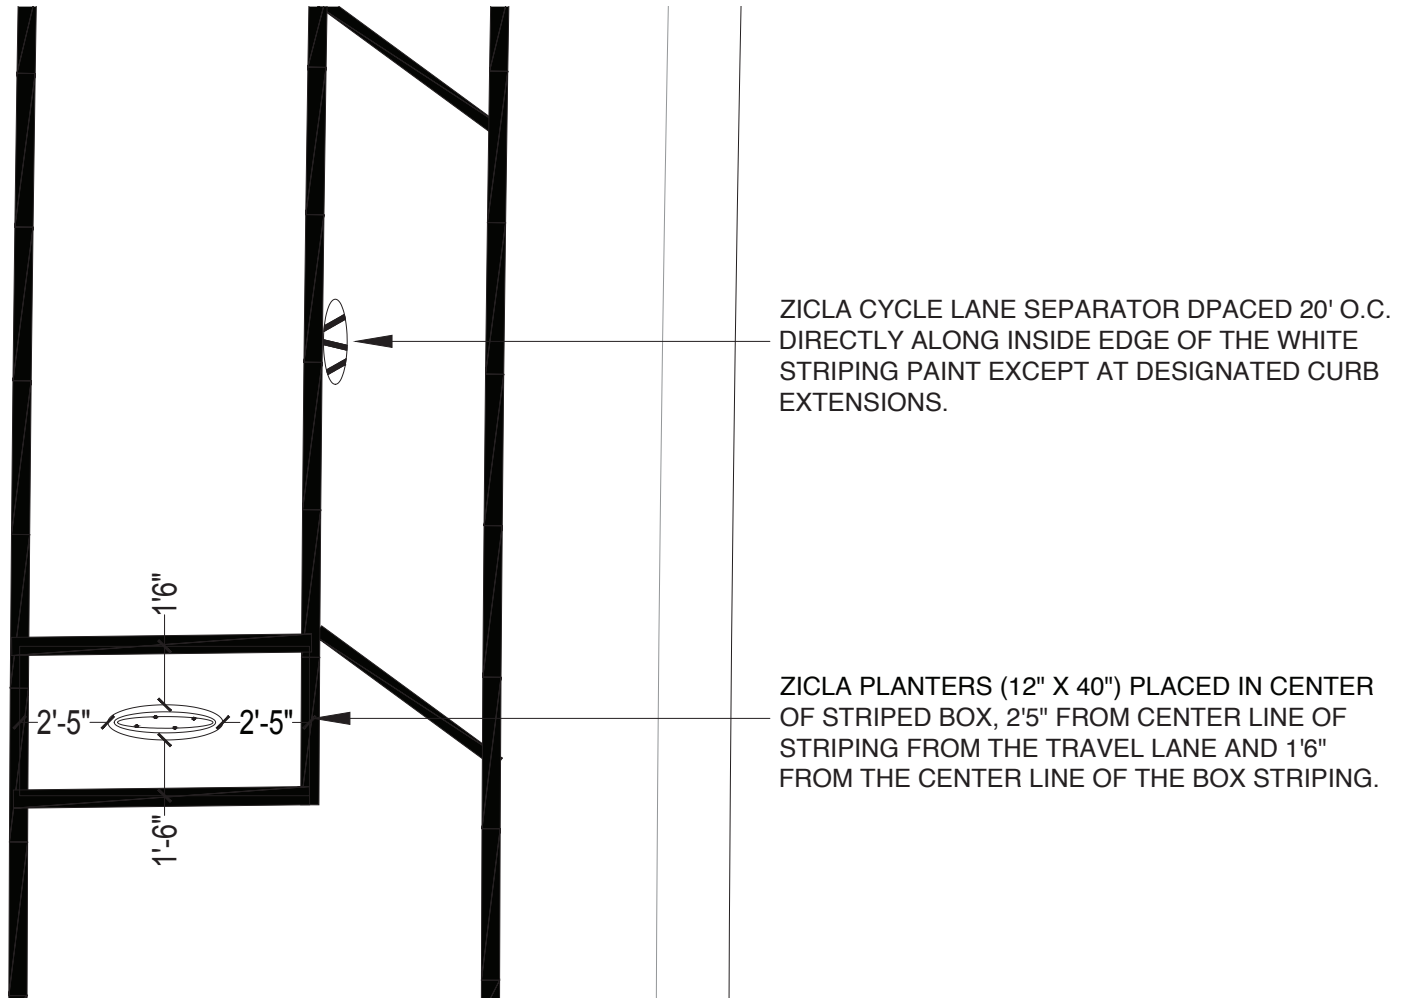 ZICLA CYCLE LANE SEPARATOR DPACED 20' O.C.
DIRECTLY ALONG INSIDE EDGE OF THE WHITE
STRIPING PAINT EXCEPT AT DESIGNATED CURB
EXTENSIONS.
1'6"
2'-5"
2'-5"
1'-6"
ZICLA PLANTERS (12" X 40") PLACED IN CENTER
OF STRIPED BOX, 2'5" FROM CENTER LINE OF
STRIPING FROM THE TRAVEL LANE AND 1'6"
FROM THE CENTER LINE OF THE BOX STRIPING.